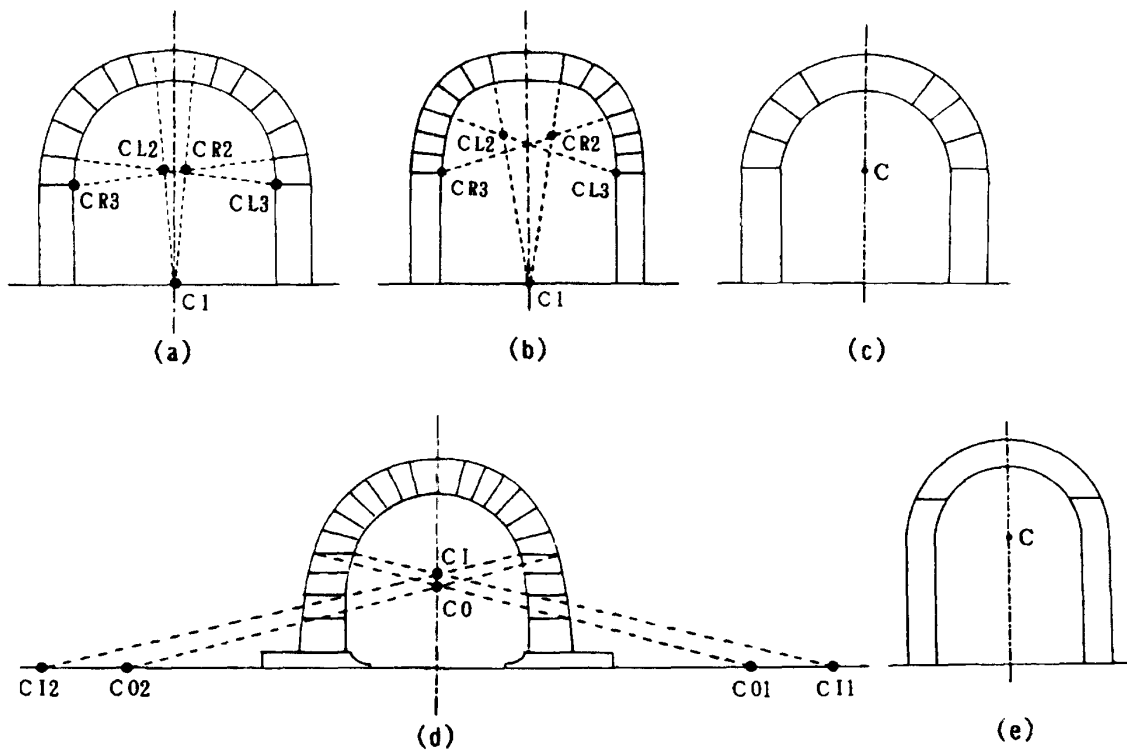 CL2 CR2
CR3 CL3
C1
(a)
CL2 CR2
CR3 CL3
C1
(b)
C
(c)
CI
CO
CI2 CO2 CO1 CI1
(d)
C
(e)